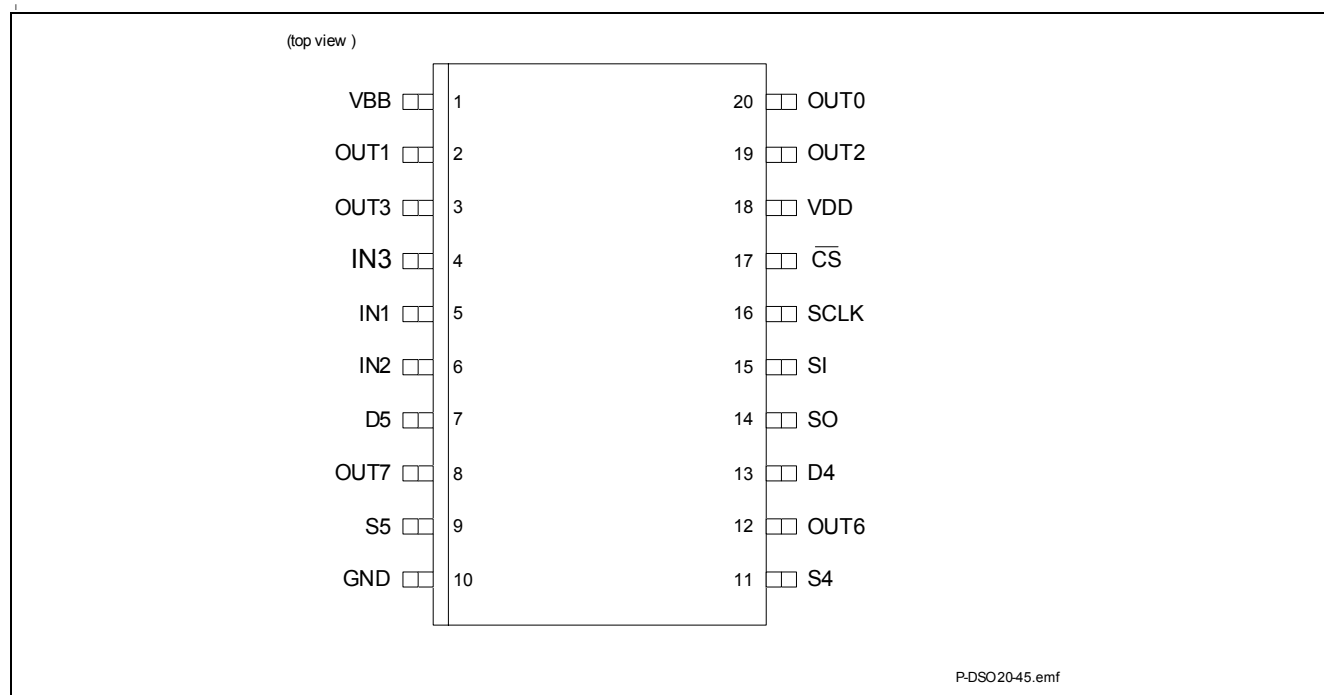 (top view )
VBB 1 20 OUT0
OUT1 2 19 OUT2
OUT3 3 18 VDD
IN3 4 17 C̅S̅
IN1 5 16 SCLK
IN2 6 15 SI
D5 7 14 SO
OUT7 8 13 D4
S5 9 12 OUT6
GND 10 11 S4
P-DSO20-45.emf